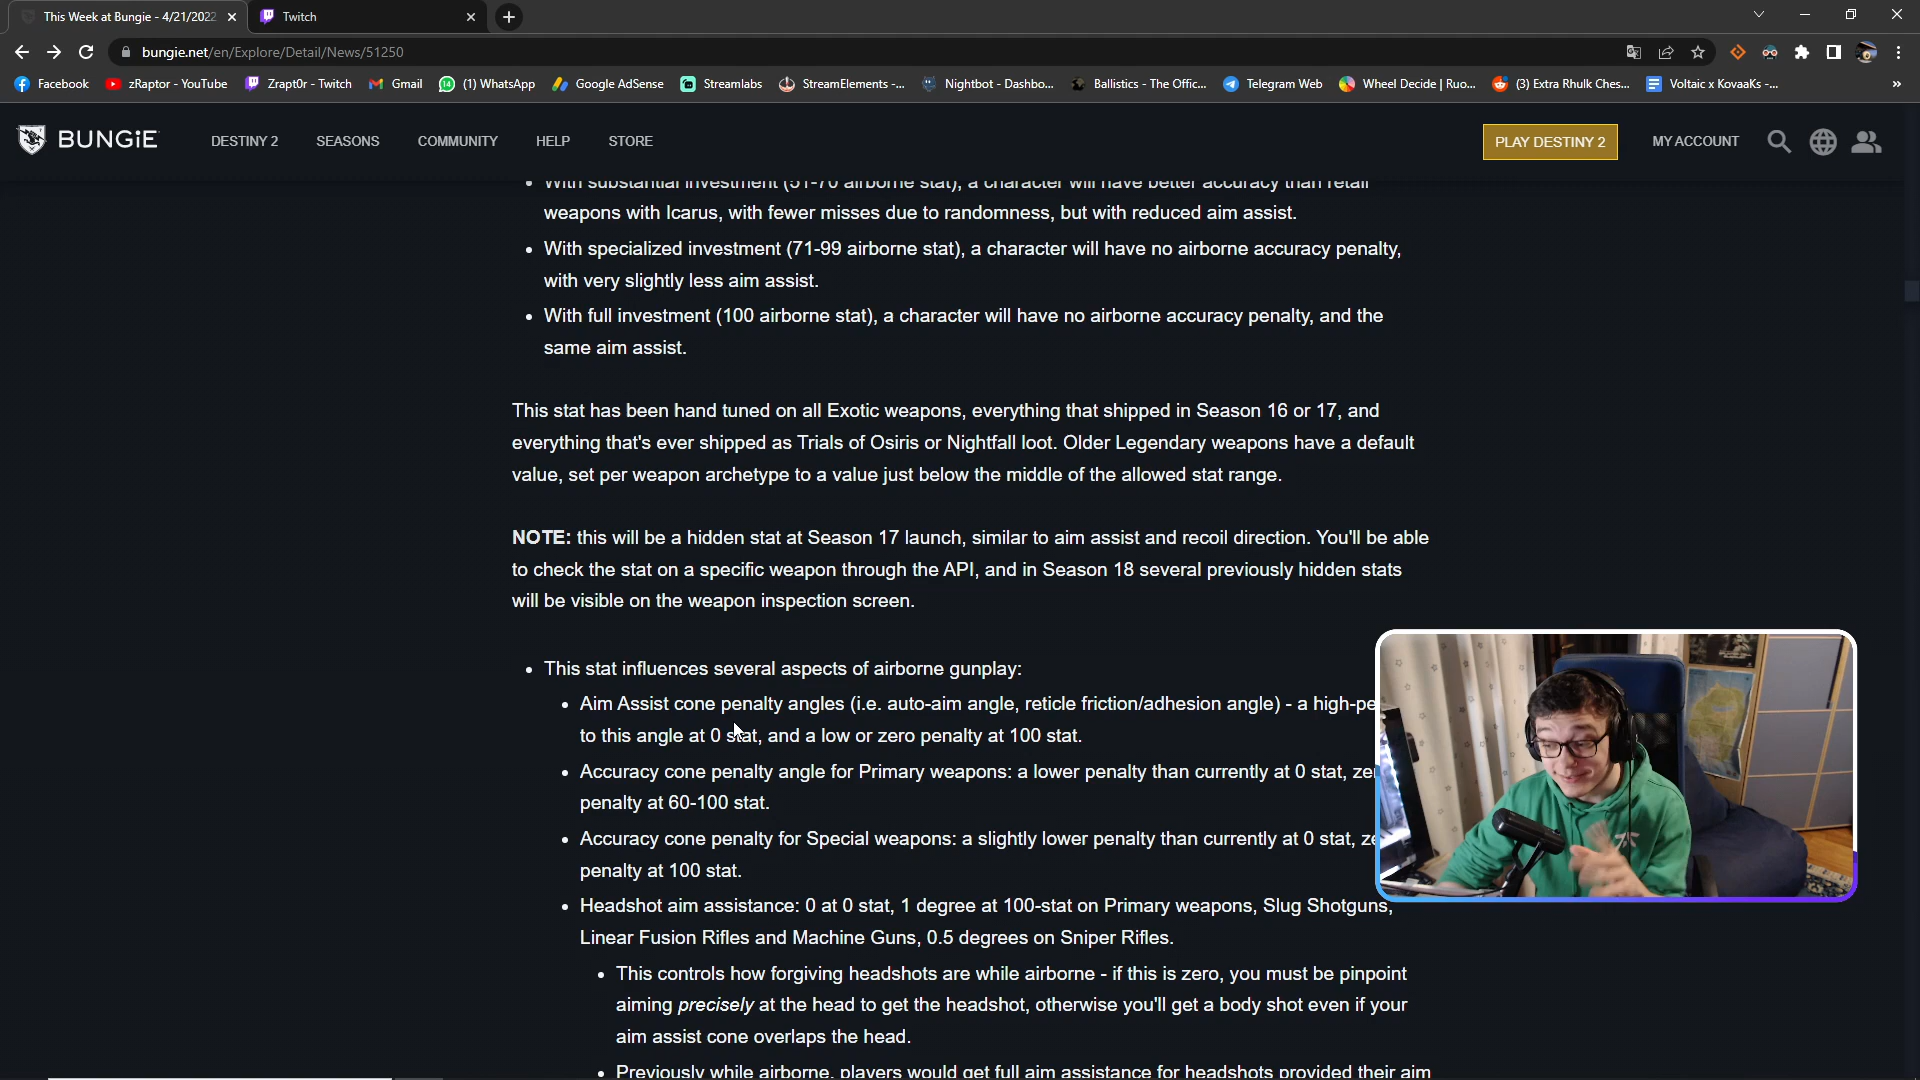 This Week at Bungie - 4/21/2022
Twitch
bungie.net/en/Explore/Detail/News/51250
Facebook
zRaptor - YouTube
Zrapt0r - Twitch
Gmail
(1) WhatsApp
Google AdSense
Streamlabs
StreamElements -...
Nightbot - Dashbo...
Ballistics - The Offic...
Telegram Web
Wheel Decide | Ruo...
(3) Extra Rhulk Ches...
Voltaic x KovaaKs -...
»
BUNGiE
DESTINY 2
SEASONS
COMMUNITY
HELP
STORE
PLAY DESTINY 2
MY ACCOUNT
• With substantial investment (51-70 airborne stat), a character will have better accuracy than retail
weapons with Icarus, with fewer misses due to randomness, but with reduced aim assist.
• With specialized investment (71-99 airborne stat), a character will have no airborne accuracy penalty,
with very slightly less aim assist.
• With full investment (100 airborne stat), a character will have no airborne accuracy penalty, and the
same aim assist.
This stat has been hand tuned on all Exotic weapons, everything that shipped in Season 16 or 17, and
everything that's ever shipped as Trials of Osiris or Nightfall loot. Older Legendary weapons have a default
value, set per weapon archetype to a value just below the middle of the allowed stat range.
NOTE: this will be a hidden stat at Season 17 launch, similar to aim assist and recoil direction. You'll be able
to check the stat on a specific weapon through the API, and in Season 18 several previously hidden stats
will be visible on the weapon inspection screen.
• This stat influences several aspects of airborne gunplay:
• Aim Assist cone penalty angles (i.e. auto-aim angle, reticle friction/adhesion angle) - a high-pe
to this angle at 0 stat, and a low or zero penalty at 100 stat.
• Accuracy cone penalty angle for Primary weapons: a lower penalty than currently at 0 stat, ze
penalty at 60-100 stat.
• Accuracy cone penalty for Special weapons: a slightly lower penalty than currently at 0 stat, ze
penalty at 100 stat.
• Headshot aim assistance: 0 at 0 stat, 1 degree at 100-stat on Primary weapons, Slug Shotguns,
Linear Fusion Rifles and Machine Guns, 0.5 degrees on Sniper Rifles.
• This controls how forgiving headshots are while airborne - if this is zero, you must be pinpoint
aiming precisely at the head to get the headshot, otherwise you'll get a body shot even if your
aim assist cone overlaps the head.
• Previously while airborne, players would get full aim assistance for headshots provided their aim